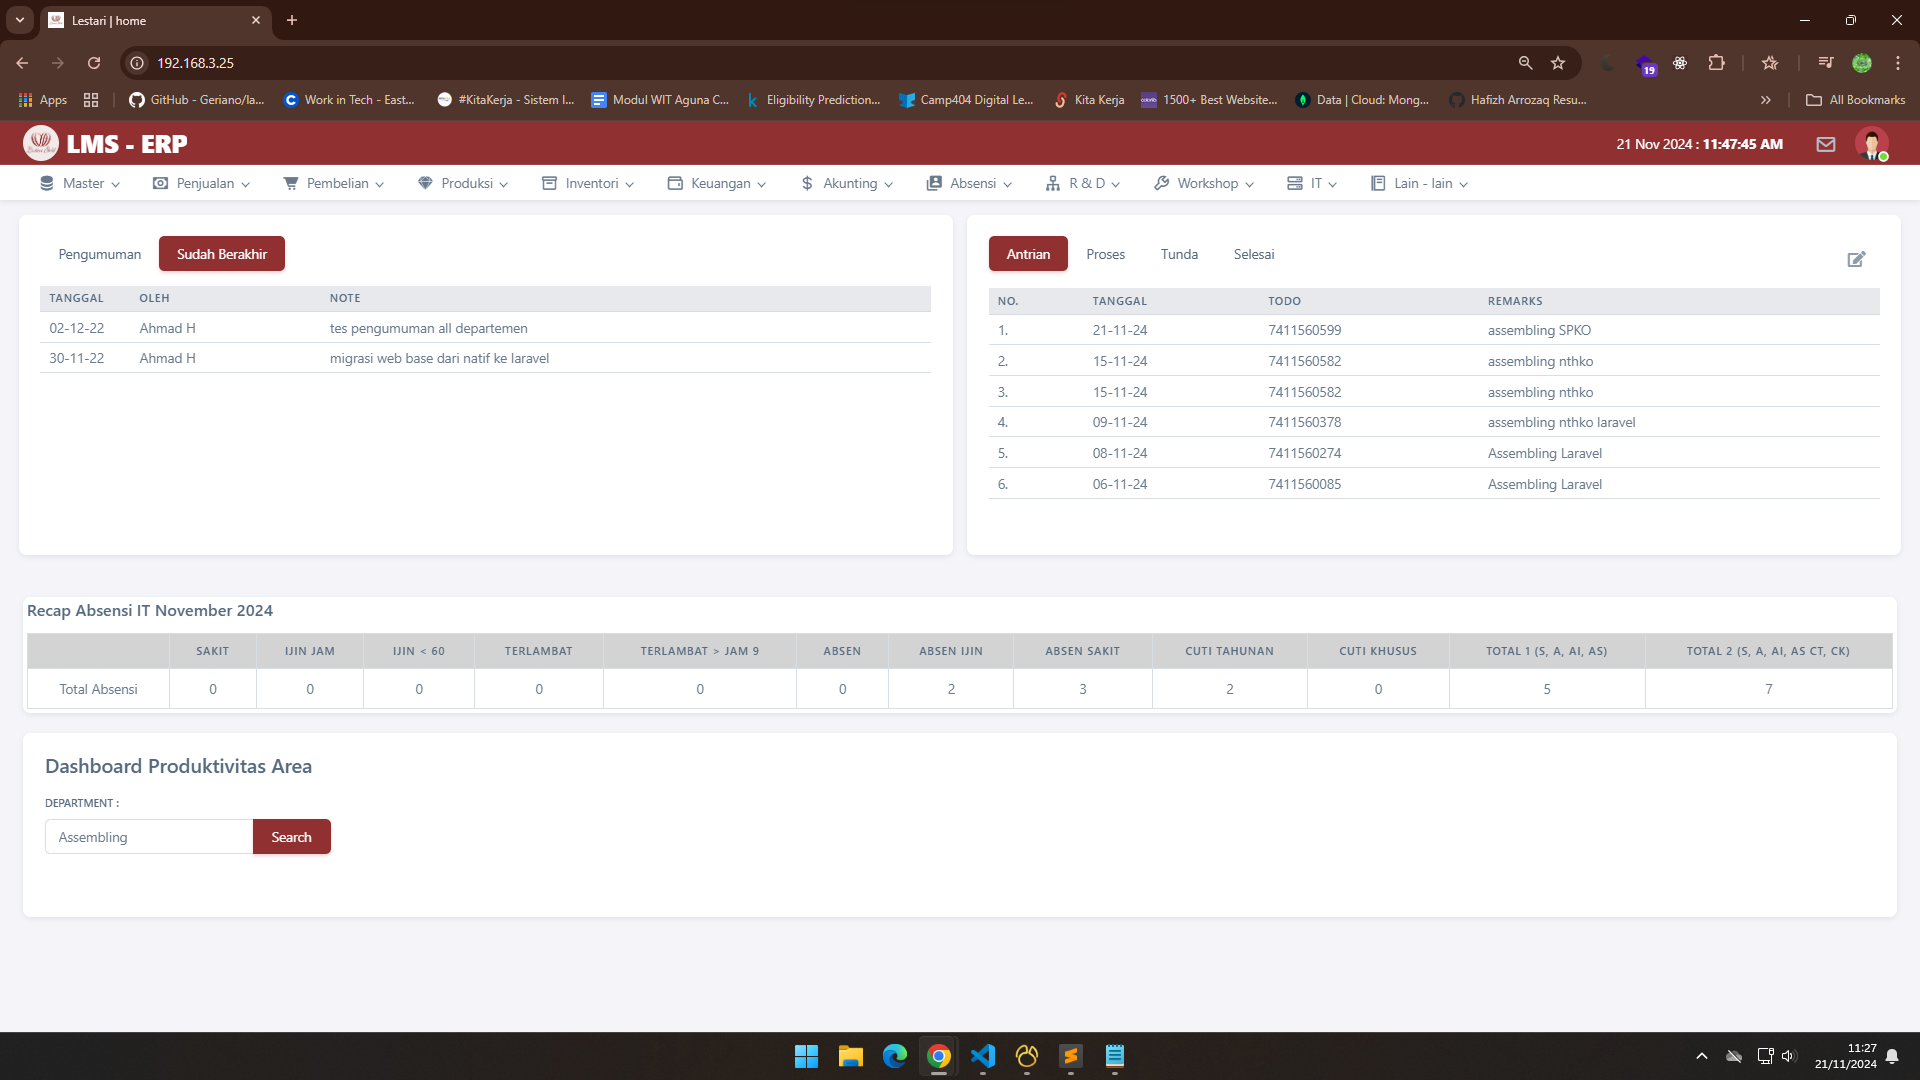 Lestari | home
192.168.3.25
19
Apps
GitHub - Geriano/la...
Work in Tech - East...
#KitaKerja - Sistem I...
Modul WIT Aguna C...
Eligibility Prediction...
Camp404 Digital Le...
Kita Kerja
1500+ Best Website...
Data | Cloud: Mong...
Hafizh Arrozaq Resu...
All Bookmarks
LMS - ERP
21 Nov 2024 : 11:47:45 AM
Master
Penjualan
Pembelian
Produksi
Inventori
Keuangan
Akunting
Absensi
R & D
Workshop
IT
Lain - lain
Pengumuman
Sudah Berakhir
TANGGAL OLEH NOTE
02-12-22 Ahmad H tes pengumuman all departemen
30-11-22 Ahmad H migrasi web base dari natif ke laravel
Antrian
Proses
Tunda
Selesai
NO. TANGGAL TODO REMARKS
1. 21-11-24 7411560599 assembling SPKO
2. 15-11-24 7411560582 assembling nthko
3. 15-11-24 7411560582 assembling nthko
4. 09-11-24 7411560378 assembling nthko laravel
5. 08-11-24 7411560274 Assembling Laravel
6. 06-11-24 7411560085 Assembling Laravel
Recap Absensi IT November 2024
SAKIT IJIN JAM IJIN < 60 TERLAMBAT TERLAMBAT > JAM 9 ABSEN ABSEN IJIN ABSEN SAKIT CUTI TAHUNAN CUTI KHUSUS TOTAL 1 (S, A, AI, AS) TOTAL 2 (S, A, AI, AS CT, CK)
Total Absensi 0 0 0 0 0 0 2 3 2 0 5 7
Dashboard Produktivitas Area
DEPARTMENT :
Assembling
Search
11:27
21/11/2024